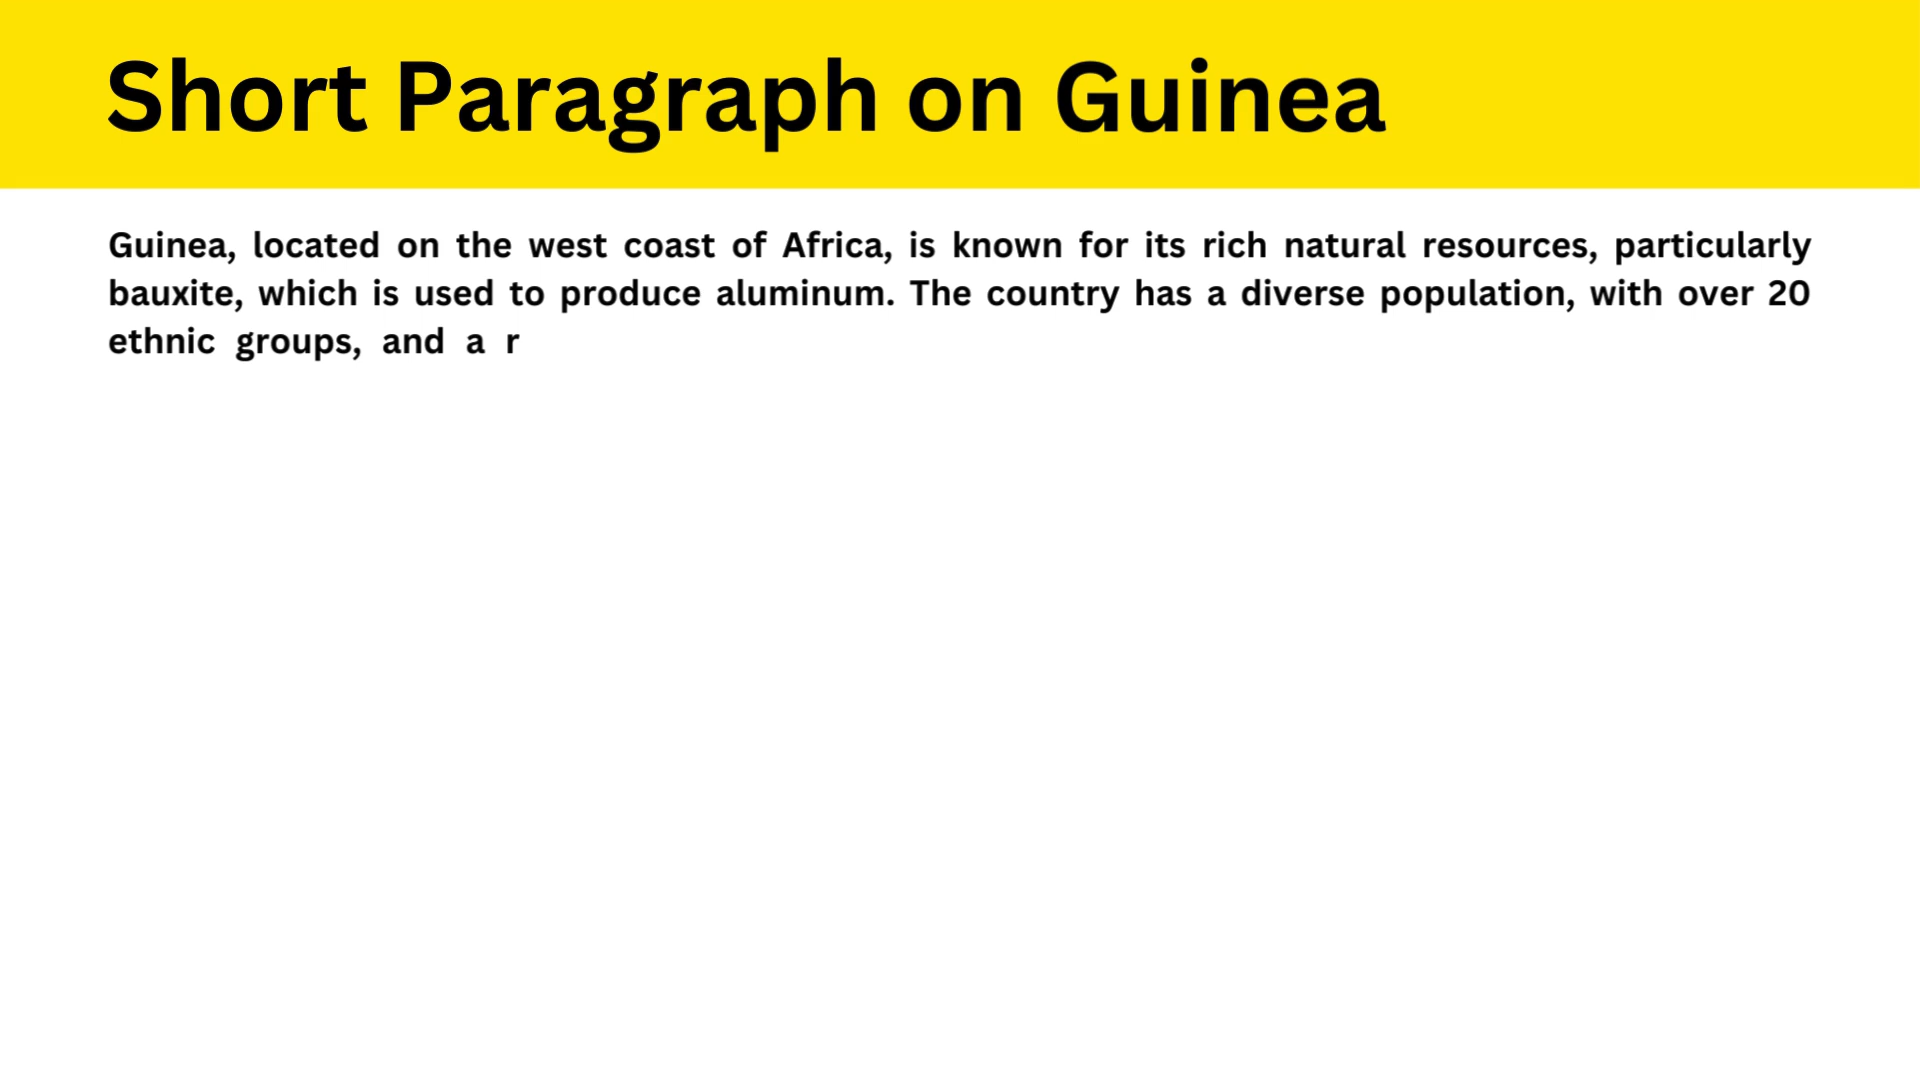 Short Paragraph on Guinea
Guinea, located on the west coast of Africa, is known for its rich natural resources, particularly
bauxite, which is used to produce aluminum. The country has a diverse population, with over 20
ethnic groups, and a r